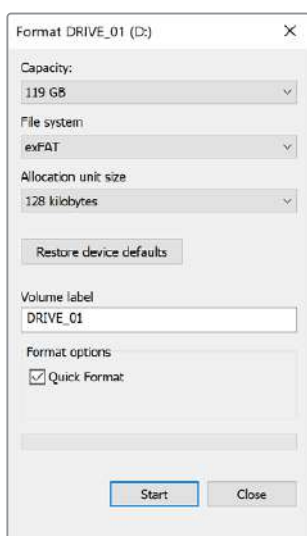 Format DRIVE_01 (D:)
Capacity:
119 GB
File system
exFAT
Allocation unit size
128 kilobytes
Restore device defaults
Volume label
DRIVE_01
Format options
Quick Format
Start Close